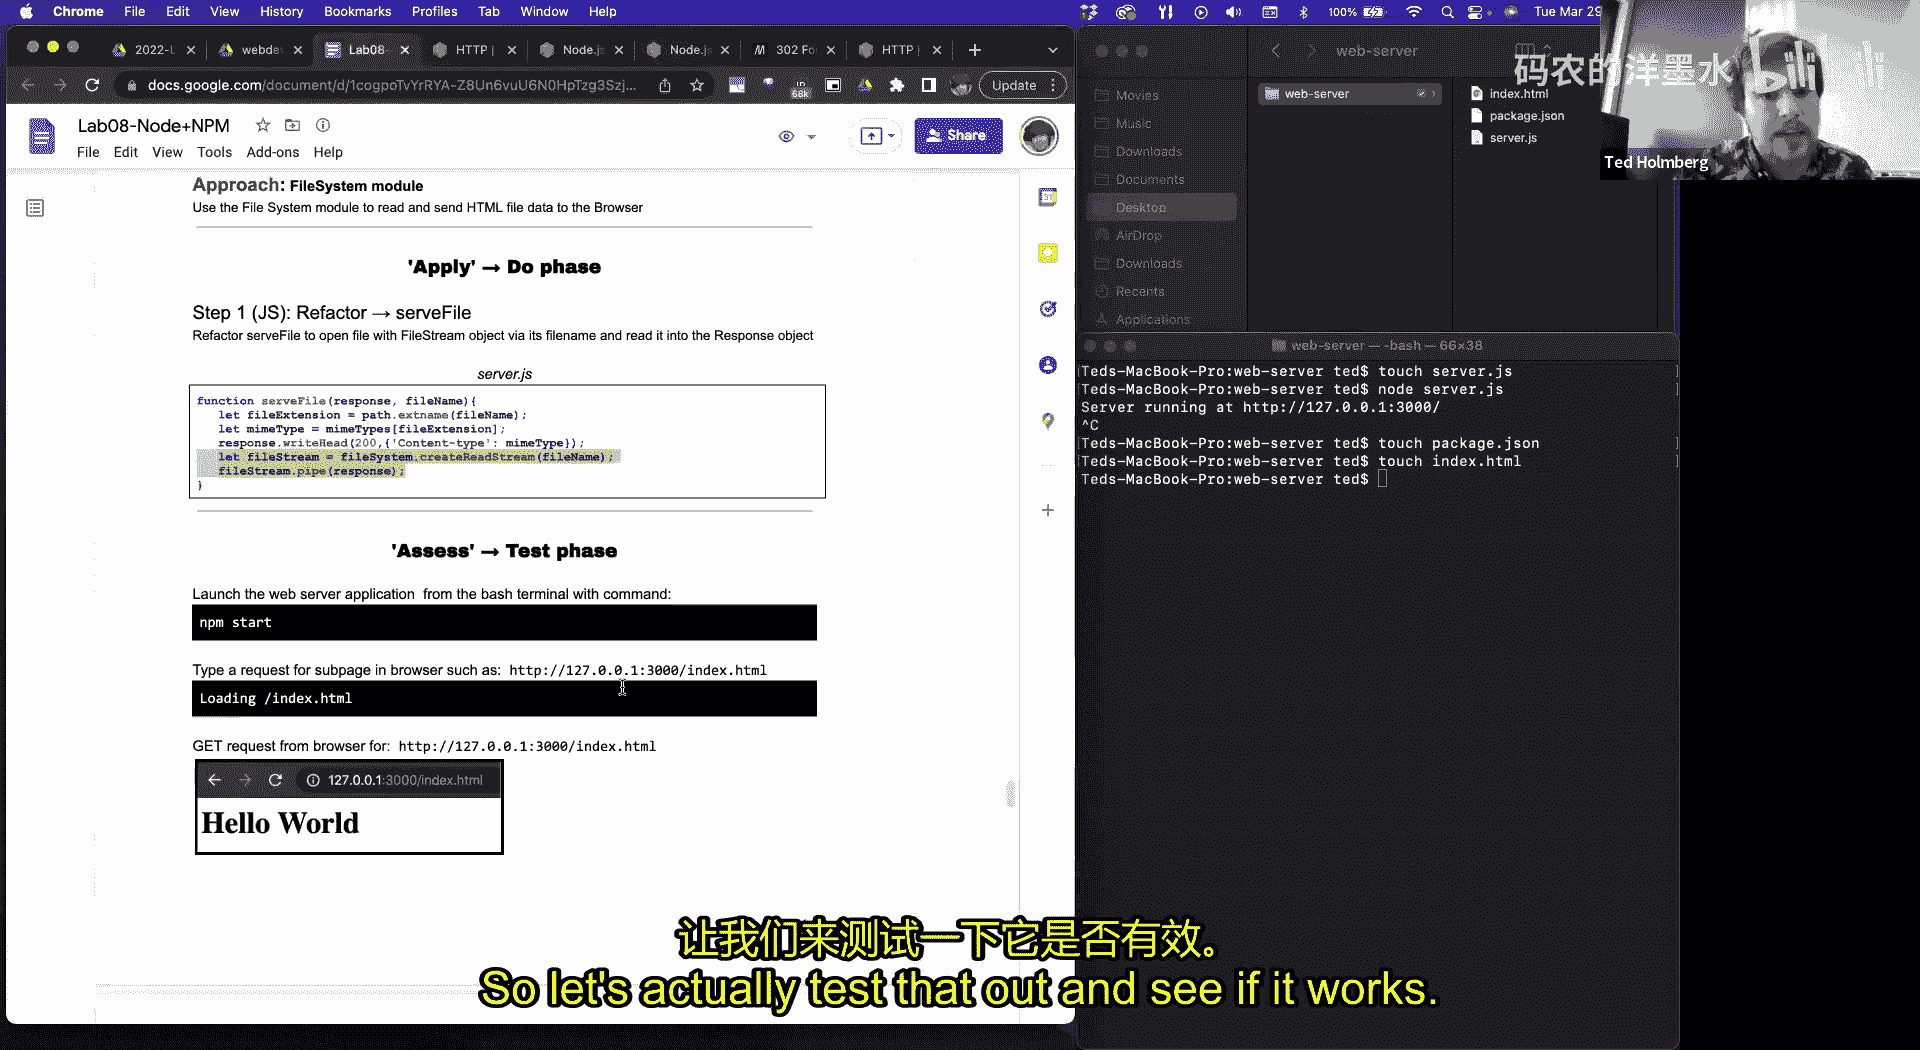 Chrome File Edit View History Bookmarks Profiles Tab Window Help
100% Tue Mar 29
2022-L webde Lab08- HTTP | Node.js Node.js 302 Fo HTTP |
docs.google.com/document/d/1cogpoTvYrRYA-Z8Un6vuU6N0HpTzg3Szj...
68k
Update
Lab08-Node+NPM
File Edit View Tools Add-ons Help
Share
Approach: FileSystem module
Use the File System module to read and send HTML file data to the Browser
'Apply' → Do phase
Step 1 (JS): Refactor → serveFile
Refactor serveFile to open file with FileStream object via its filename and read it into the Response object
server.js
function serveFile(response, fileName){
let fileExtension = path.extname(fileName);
let mimeType = mimeTypes[fileExtension];
response.writeHead(200,{'Content-type': mimeType});
let fileStream = fileSystem.createReadStream(fileName);
fileStream.pipe(response);
}
'Assess' → Test phase
Launch the web server application from the bash terminal with command:
npm start
Type a request for subpage in browser such as: http://127.0.0.1:3000/index.html
Loading /index.html
GET request from browser for: http://127.0.0.1:3000/index.html
127.0.0.1:3000/index.html
Hello World
web-server
Movies
Music
Downloads
Documents
Desktop
AirDrop
Downloads
Recents
Applications
web-server
index.html
package.json
server.js
码农的洋墨水 bilibili
Ted Holmberg
web-server — -bash — 66×38
Teds-MacBook-Pro:web-server ted$ touch server.js
Teds-MacBook-Pro:web-server ted$ node server.js
Server running at http://127.0.0.1:3000/
^C
Teds-MacBook-Pro:web-server ted$ touch package.json
Teds-MacBook-Pro:web-server ted$ touch index.html
Teds-MacBook-Pro:web-server ted$
让我们来测试一下它是否有效。
So let's actually test that out and see if it works.